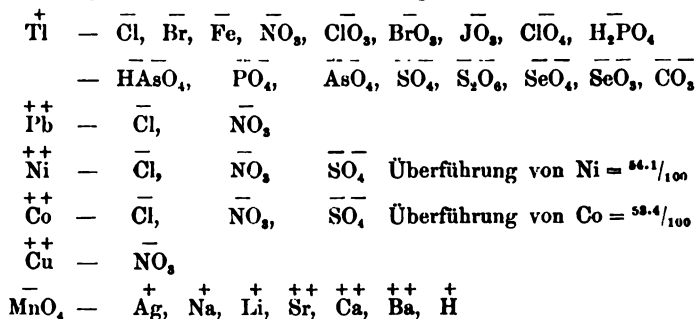 Tl⁺ — Cl⁻, Br⁻, Fe⁻, NO₃⁻, ClO₃⁻, BrO₃⁻, JO₃⁻, ClO₄⁻, H₂PO₄⁻
— HAsO₄⁻⁻, PO₄⁻⁻⁻, AsO₄⁻⁻⁻, SO₄⁻⁻, S₂O₆⁻⁻, SeO₄⁻⁻, SeO₃⁻⁻, CO₃⁻⁻
Pb⁺⁺ — Cl⁻, NO₃⁻
Ni⁺⁺ — Cl⁻, NO₃⁻ SO₄⁻⁻ Überführung von Ni = ⁵⁴·¹/₁₀₀
Co⁺⁺ — Cl⁻, NO₃⁻, SO₄⁻⁻ Überführung von Co = ⁵³·⁴/₁₀₀
Cu⁺⁺ — NO₃⁻
MnO₄⁻ — Ag⁺, Na⁺, Li⁺, Sr⁺⁺, Ca⁺⁺, Ba⁺⁺, H⁺